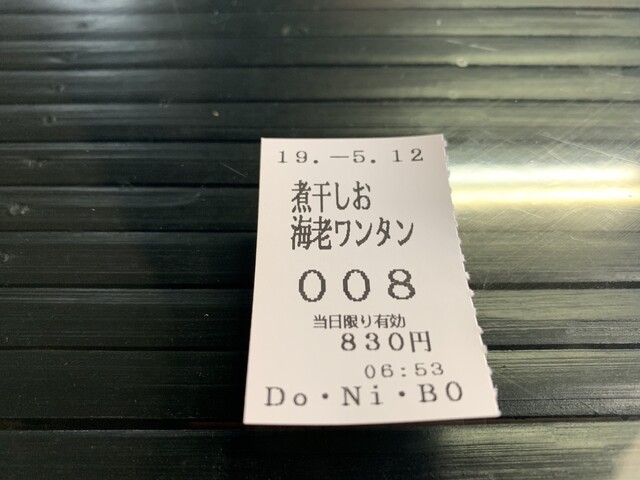 19.-5.12
煮干しお
海老ワンタン
008
当日限り有効
830円
06:53
Do・Ni・BO